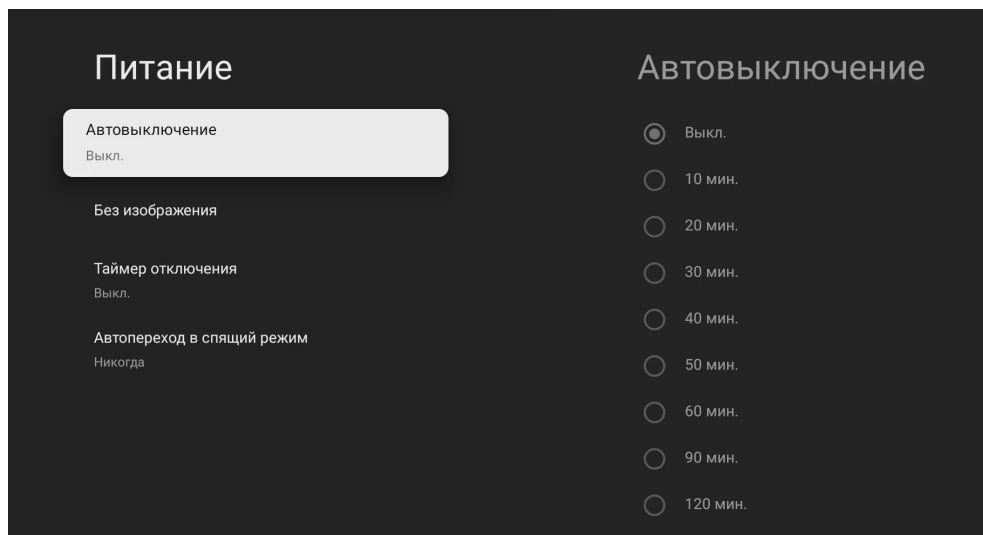 Питание
Автовыключение
Выкл.
Без изображения
Таймер отключения
Выкл.
Автопереход в спящий режим
Никогда
Автовыключение
Выкл.
10 мин.
20 мин.
30 мин.
40 мин.
50 мин.
60 мин.
90 мин.
120 мин.